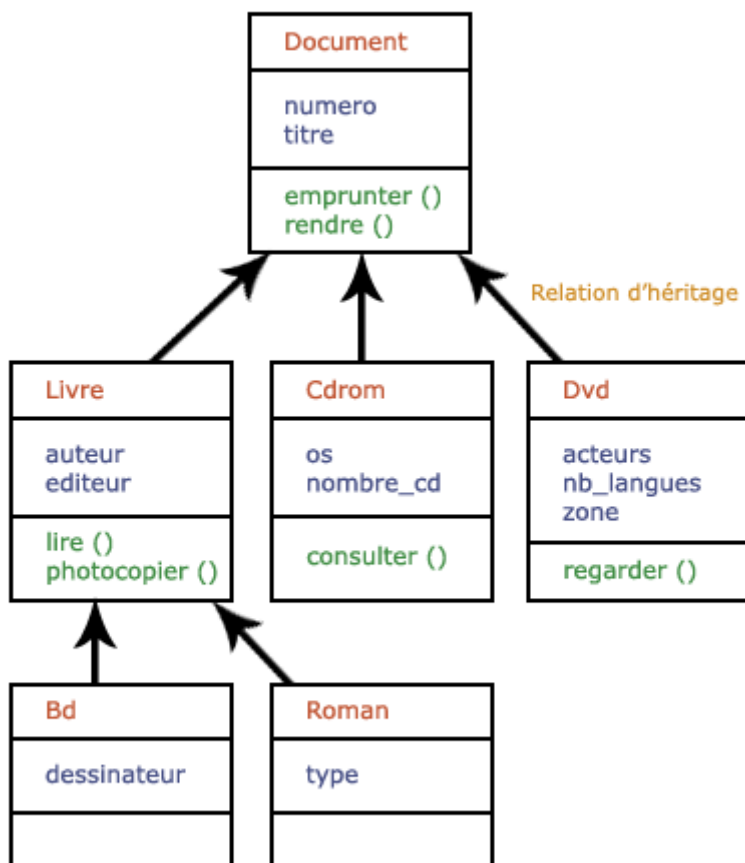 Document
numero
titre
emprunter ()
rendre ()
Relation d'héritage
Livre
auteur
editeur
lire ()
photocopier ()
Cdrom
os
nombre_cd
consulter ()
Dvd
acteurs
nb_langues
zone
regarder ()
Bd
dessinateur
Roman
type